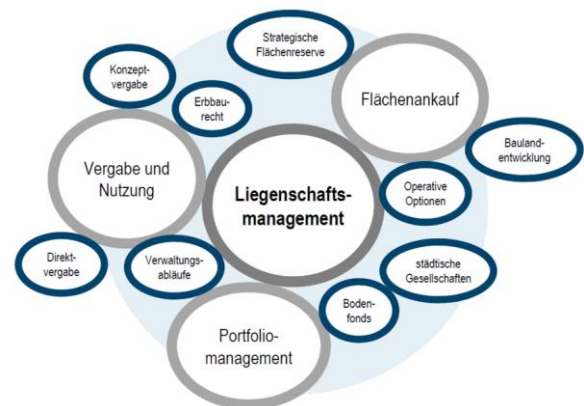 Strategische
Flächenreserve
Konzept-
vergabe
Erbbau-
recht
Flächenankauf
Bauland-
entwicklung
Vergabe und
Nutzung
Liegenschafts-
management
Operative
Optionen
Direkt-
vergabe
Verwaltungs-
abläufe
städtische
Gesellschaften
Boden-
fonds
Portfolio-
management